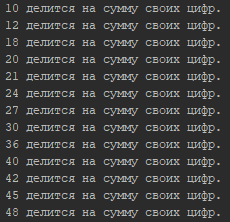 10 делится на сумму своих цифр.
12 делится на сумму своих цифр.
18 делится на сумму своих цифр.
20 делится на сумму своих цифр.
21 делится на сумму своих цифр.
24 делится на сумму своих цифр.
27 делится на сумму своих цифр.
30 делится на сумму своих цифр.
36 делится на сумму своих цифр.
40 делится на сумму своих цифр.
42 делится на сумму своих цифр.
45 делится на сумму своих цифр.
48 делится на сумму своих цифр.